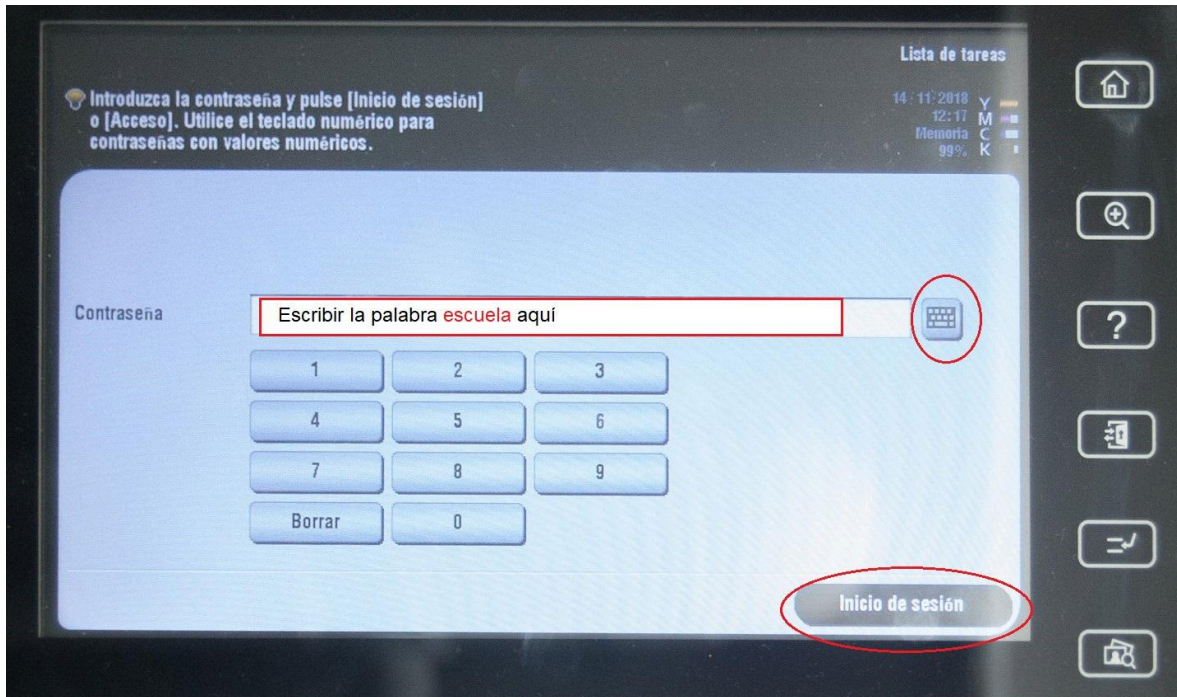 Lista de tareas
Introduzca la contraseña y pulse [Inicio de sesión]
o [Acceso]. Utilice el teclado numérico para
contraseñas con valores numéricos.
14/11/2018 Y
12:17 M
Memoria C
99% K
Contraseña
Escribir la palabra escuela aquí
1 2 3
4 5 6
7 8 9
Borrar 0
Inicio de sesión
?